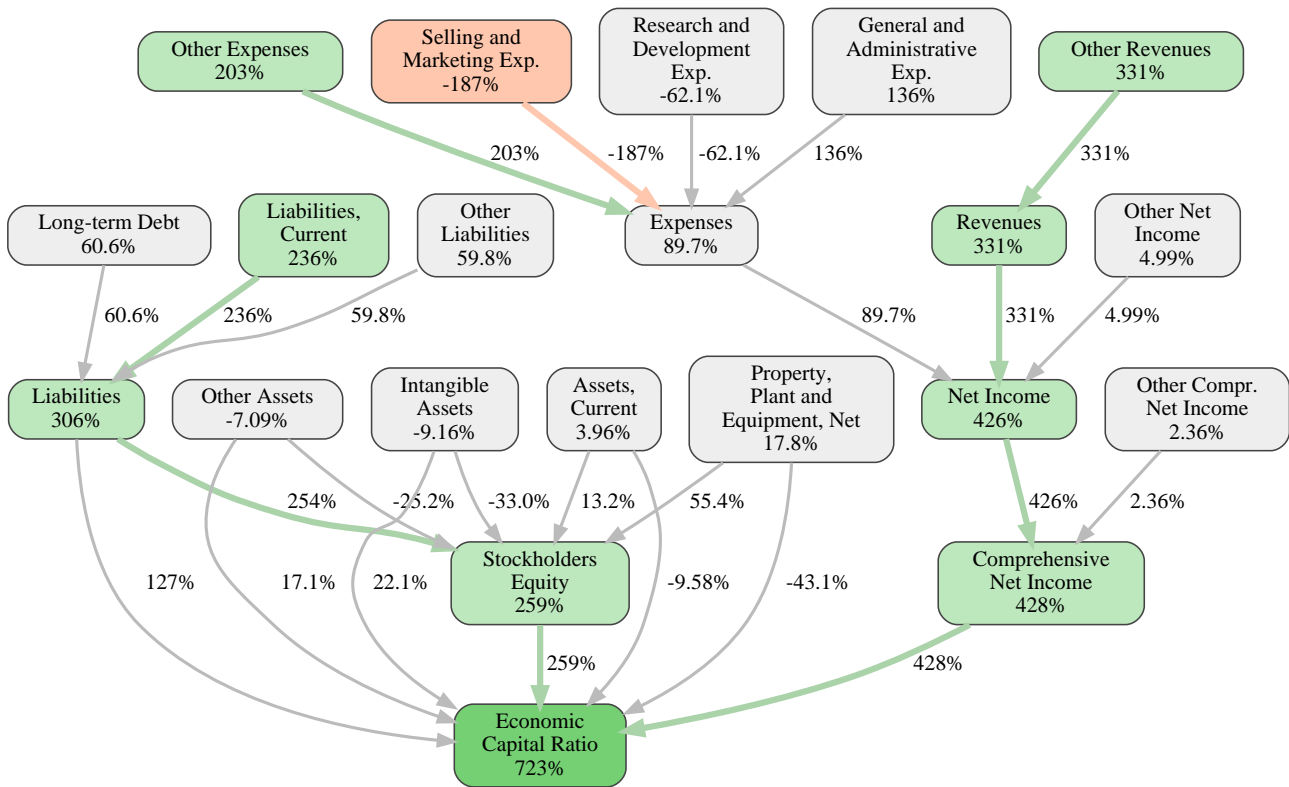 Other Expenses
203%
Selling and
Marketing Exp.
-187%
Research and
Development
Exp.
-62.1%
General and
Administrative
Exp.
136%
Other Revenues
331%
203%
-187%
-62.1%
136%
331%
Long-term Debt
60.6%
Liabilities,
Current
236%
Other
Liabilities
59.8%
Expenses
89.7%
Revenues
331%
Other Net
Income
4.99%
60.6%
236%
59.8%
89.7%
331%
4.99%
Liabilities
306%
Other Assets
-7.09%
Intangible
Assets
-9.16%
Assets,
Current
3.96%
Property,
Plant and
Equipment, Net
17.8%
Net Income
426%
Other Compr.
Net Income
2.36%
254%
-25.2%
-33.0%
13.2%
55.4%
426%
2.36%
127%
17.1%
22.1%
Stockholders
Equity
259%
-9.58%
-43.1%
Comprehensive
Net Income
428%
259%
428%
Economic
Capital Ratio
723%